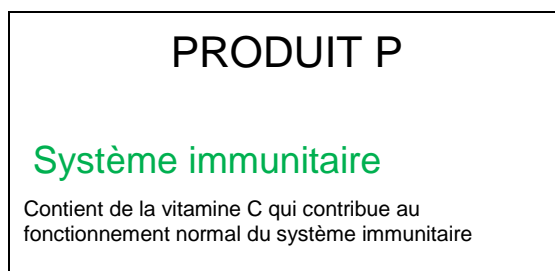 PRODUIT P
Système immunitaire
Contient de la vitamine C qui contribue au
fonctionnement normal du système immunitaire